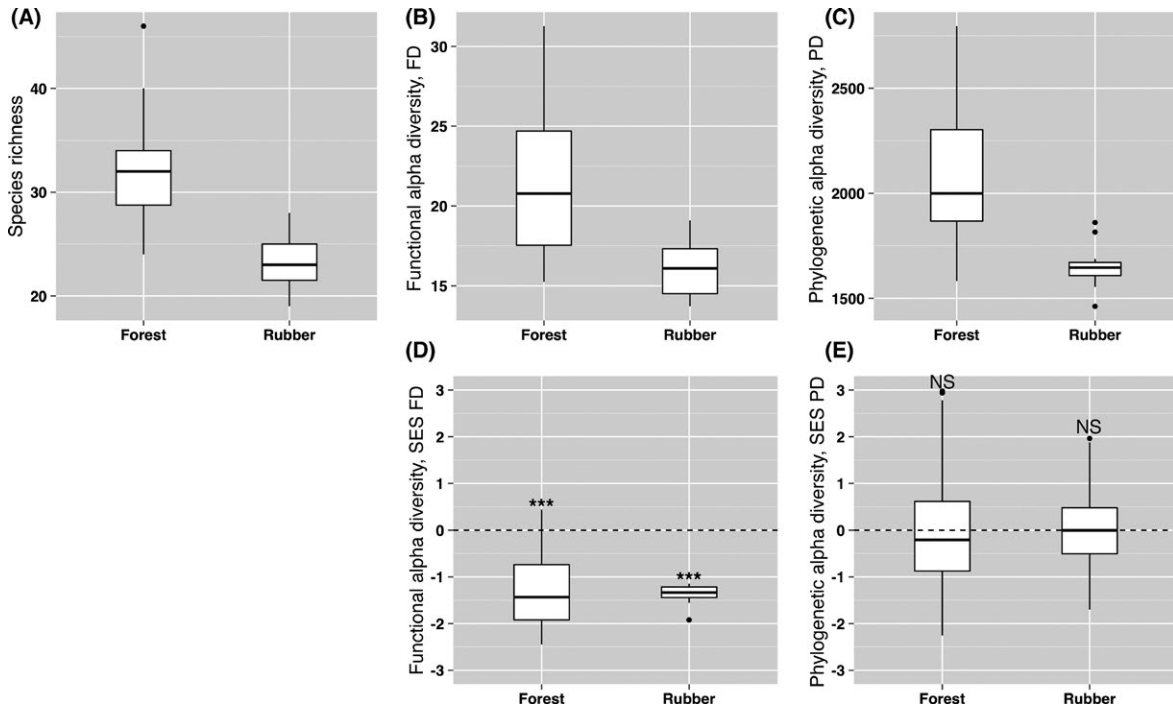 (A)
Species richness
40
30
20
Forest Rubber
(B)
Functional alpha diversity, FD
30
25
20
15
Forest Rubber
(C)
Phylogenetic alpha diversity, PD
2500
2000
1500
Forest Rubber
(D)
Functional alpha diversity, SES FD
3
2
1
0
-1
-2
-3
***
***
Forest Rubber
(E)
Phylogenetic alpha diversity, SES PD
3
2
1
0
-1
-2
-3
NS
NS
Forest Rubber